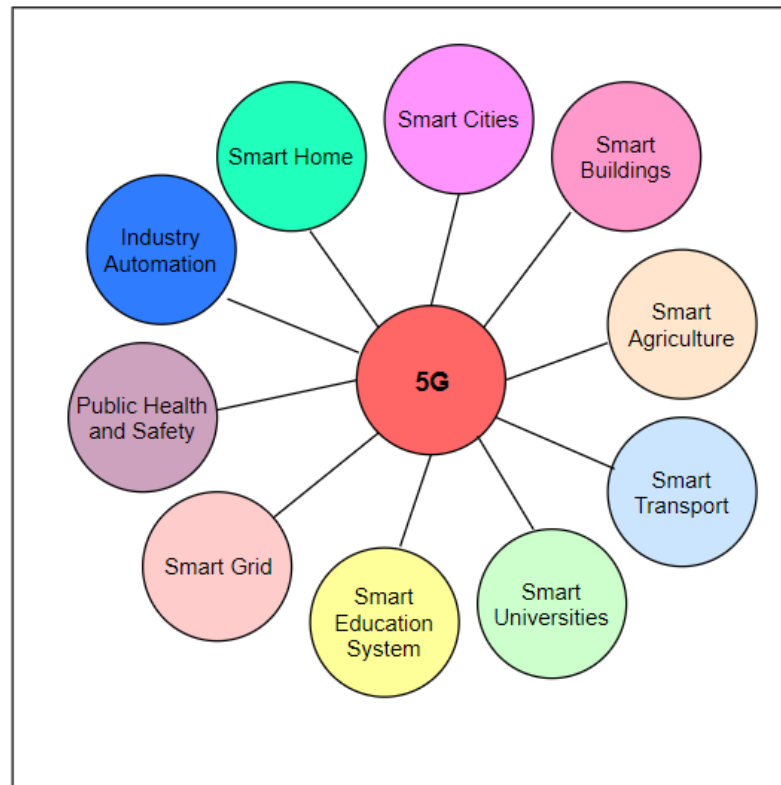 Smart Cities
Smart Home
Smart
Buildings
Industry
Automation
Smart
Agriculture
5G
Public Health
and Safety
Smart
Transport
Smart Grid
Smart
Education
System
Smart
Universities